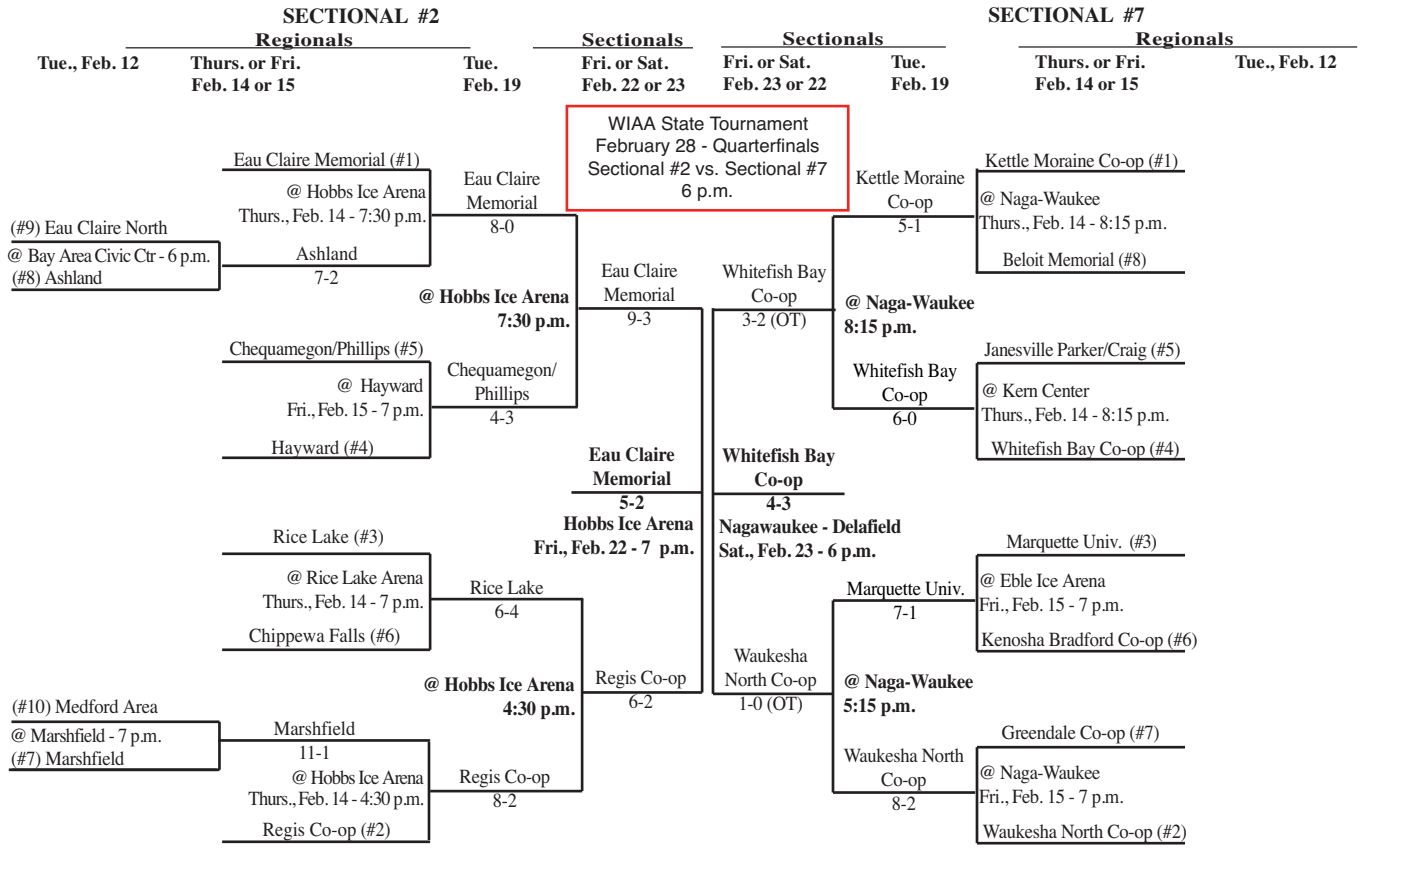 SECTIONAL #2
SECTIONAL #7
Regionals
Sectionals
Sectionals
Regionals
Tue., Feb. 12
Thurs. or Fri.
Feb. 14 or 15
Tue.
Feb. 19
Fri. or Sat.
Feb. 22 or 23
Fri. or Sat.
Feb. 23 or 22
Tue.
Feb. 19
Thurs. or Fri.
Feb. 14 or 15
Tue., Feb. 12
WIAA State Tournament
February 28 - Quarterfinals
Sectional #2 vs. Sectional #7
6 p.m.
Eau Claire Memorial (#1)
@ Hobbs Ice Arena
Thurs., Feb. 14 - 7:30 p.m.
(#9) Eau Claire North
@ Bay Area Civic Ctr - 6 p.m.
(#8) Ashland
Ashland
7-2
Eau Claire
Memorial
8-0
@ Hobbs Ice Arena
7:30 p.m.
Chequamegon/Phillips (#5)
@ Hayward
Fri., Feb. 15 - 7 p.m.
Hayward (#4)
Chequamegon/
Phillips
4-3
Eau Claire
Memorial
9-3
Eau Claire
Memorial
5-2
Hobbs Ice Arena
Fri., Feb. 22 - 7 p.m.
Rice Lake (#3)
@ Rice Lake Arena
Thurs., Feb. 14 - 7 p.m.
Chippewa Falls (#6)
Rice Lake
6-4
@ Hobbs Ice Arena
4:30 p.m.
Regis Co-op
6-2
(#10) Medford Area
@ Marshfield - 7 p.m.
(#7) Marshfield
Marshfield
11-1
@ Hobbs Ice Arena
Thurs., Feb. 14 - 4:30 p.m.
Regis Co-op (#2)
Regis Co-op
8-2
Kettle Moraine Co-op (#1)
@ Naga-Waukee
Thurs., Feb. 14 - 8:15 p.m.
Beloit Memorial (#8)
Kettle Moraine
Co-op
5-1
Whitefish Bay
Co-op
3-2 (OT)
@ Naga-Waukee
8:15 p.m.
Janesville Parker/Craig (#5)
@ Kern Center
Thurs., Feb. 14 - 8:15 p.m.
Whitefish Bay Co-op (#4)
Whitefish Bay
Co-op
6-0
Whitefish Bay
Co-op
4-3
Nagawaukee - Delafield
Sat., Feb. 23 - 6 p.m.
Marquette Univ. (#3)
@ Eble Ice Arena
Fri., Feb. 15 - 7 p.m.
Kenosha Bradford Co-op (#6)
Marquette Univ.
7-1
Waukesha
North Co-op
1-0 (OT)
@ Naga-Waukee
5:15 p.m.
Greendale Co-op (#7)
@ Naga-Waukee
Fri., Feb. 15 - 7 p.m.
Waukesha North Co-op (#2)
Waukesha North
Co-op
8-2